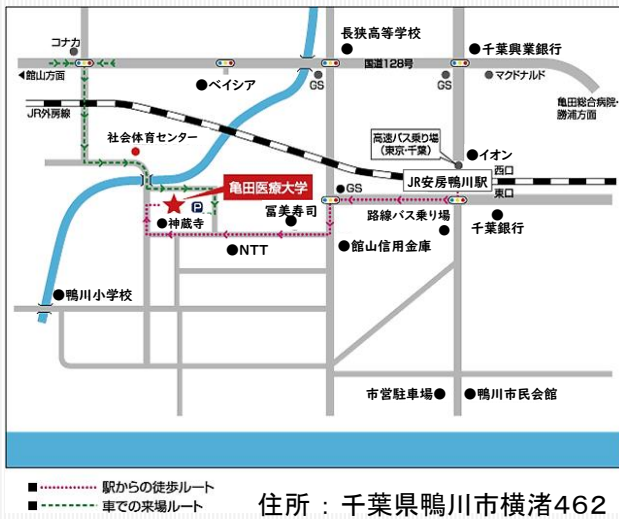 コナカ
長狭高等学校
千葉興業銀行
国道128号
◀館山方面
ベイシア
GS
GS
マクドナルド
亀田総合病院・
勝浦方面
JR外房線
社会体育センター
高速バス乗り場
(東京・千葉)
イオン
西口
JR安房鴨川駅
東口
亀田医療大学
GS
P
神蔵寺
冨美寿司
路線バス乗り場
千葉銀行
NTT
館山信用金庫
鴨川小学校
市営駐車場
鴨川市民会館
駅からの徒歩ルート
車での来場ルート
住所:千葉県鴨川市横渚462